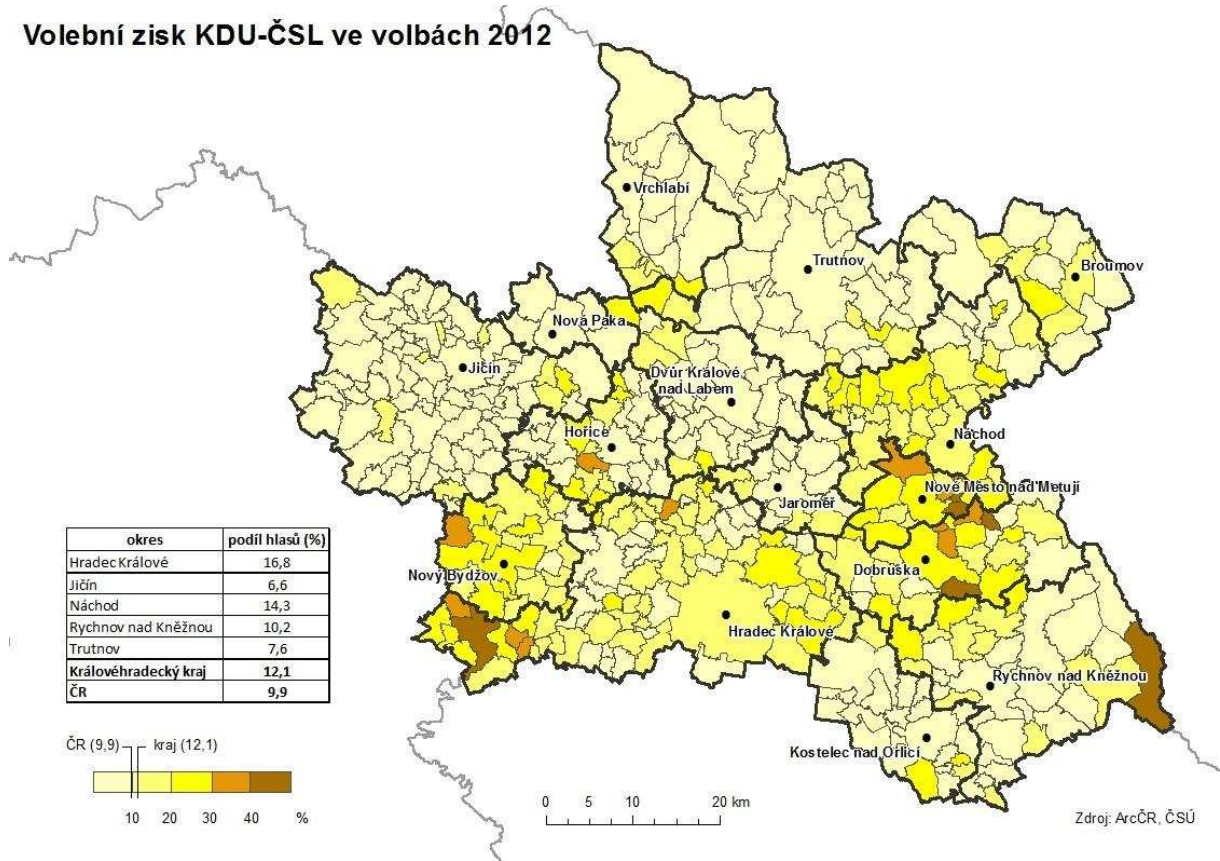 Volební zisk KDU-ČSL ve volbách 2012
Vrchlabí
Trutnov
Broumov
Nová Paka
Jičín
Dvůr Králové
nad Labem
Hořice
Náchod
Jaroměř
Nové Město nad Metují
Nový Bydžov
Dobruška
Hradec Králové
Rychnov nad Kněžnou
Kostelec nad Orlicí
okres podíl hlasů (%)
Hradec Králové 16,8
Jičín 6,6
Náchod 14,3
Rychnov nad Kněžnou 10,2
Trutnov 7,6
Královéhradecký kraj 12,1
ČR 9,9
ČR (9,9) kraj (12,1)
10 20 30 40 %
0 5 10 20 km
Zdroj: ArcČR, ČSÚ